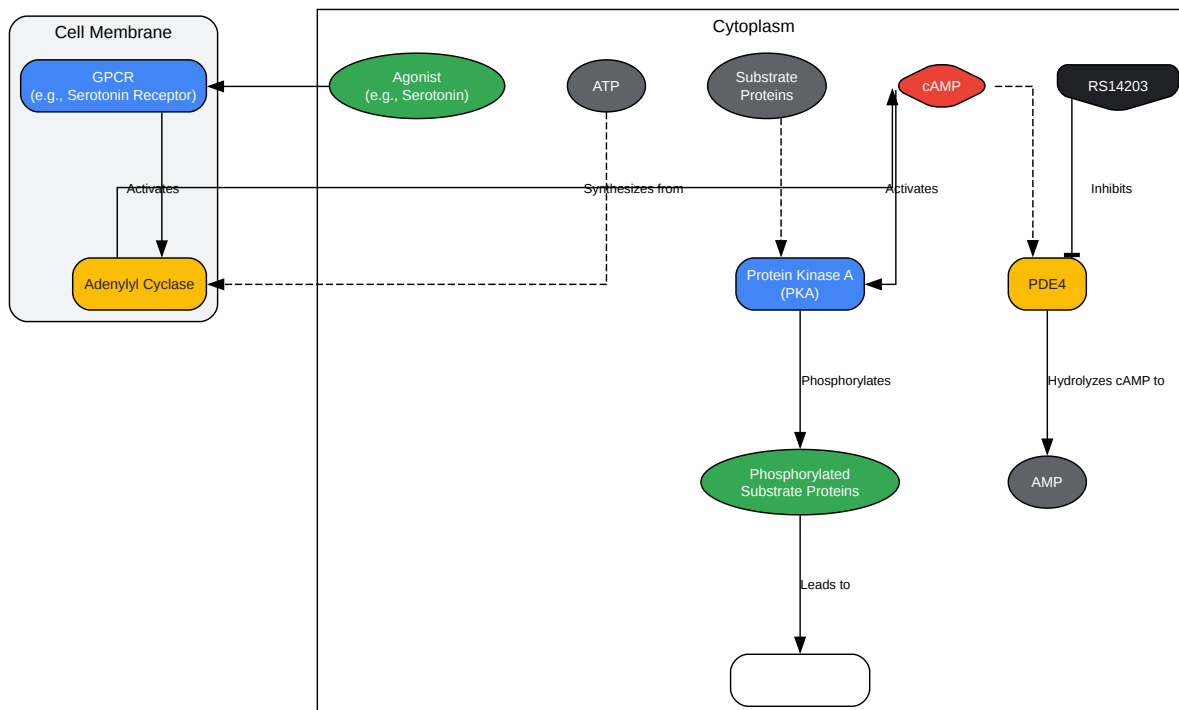 Cell Membrane
Cytoplasm
GPCR
(e.g., Serotonin Receptor)
Agonist
(e.g., Serotonin)
ATP
Substrate
Proteins
cAMP
RS14203
Activates
Synthesizes from
Activates
Inhibits
Adenylyl Cyclase
Protein Kinase A
(PKA)
PDE4
Phosphorylates
Hydrolyzes cAMP to
Phosphorylated
Substrate Proteins
AMP
Leads to